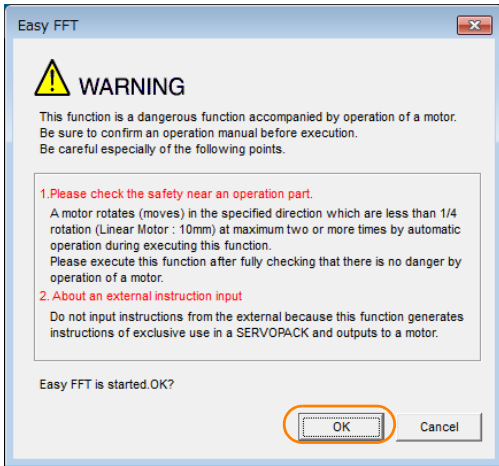 Easy FFT
WARNING
This function is a dangerous function accompanied by operation of a motor.
Be sure to confirm an operation manual before execution.
Be careful especially of the following points.
1.Please check the safety near an operation part.
A motor rotates (moves) in the specified direction which are less than 1/4
rotation (Linear Motor : 10mm) at maximum two or more times by automatic
operation during executing this function.
Please execute this function after fully checking that there is no danger by
operation of a motor.
2. About an external instruction input
Do not input instructions from the external because this function generates
instructions of exclusive use in a SERVOPACK and outputs to a motor.
Easy FFT is started.OK?
OK Cancel